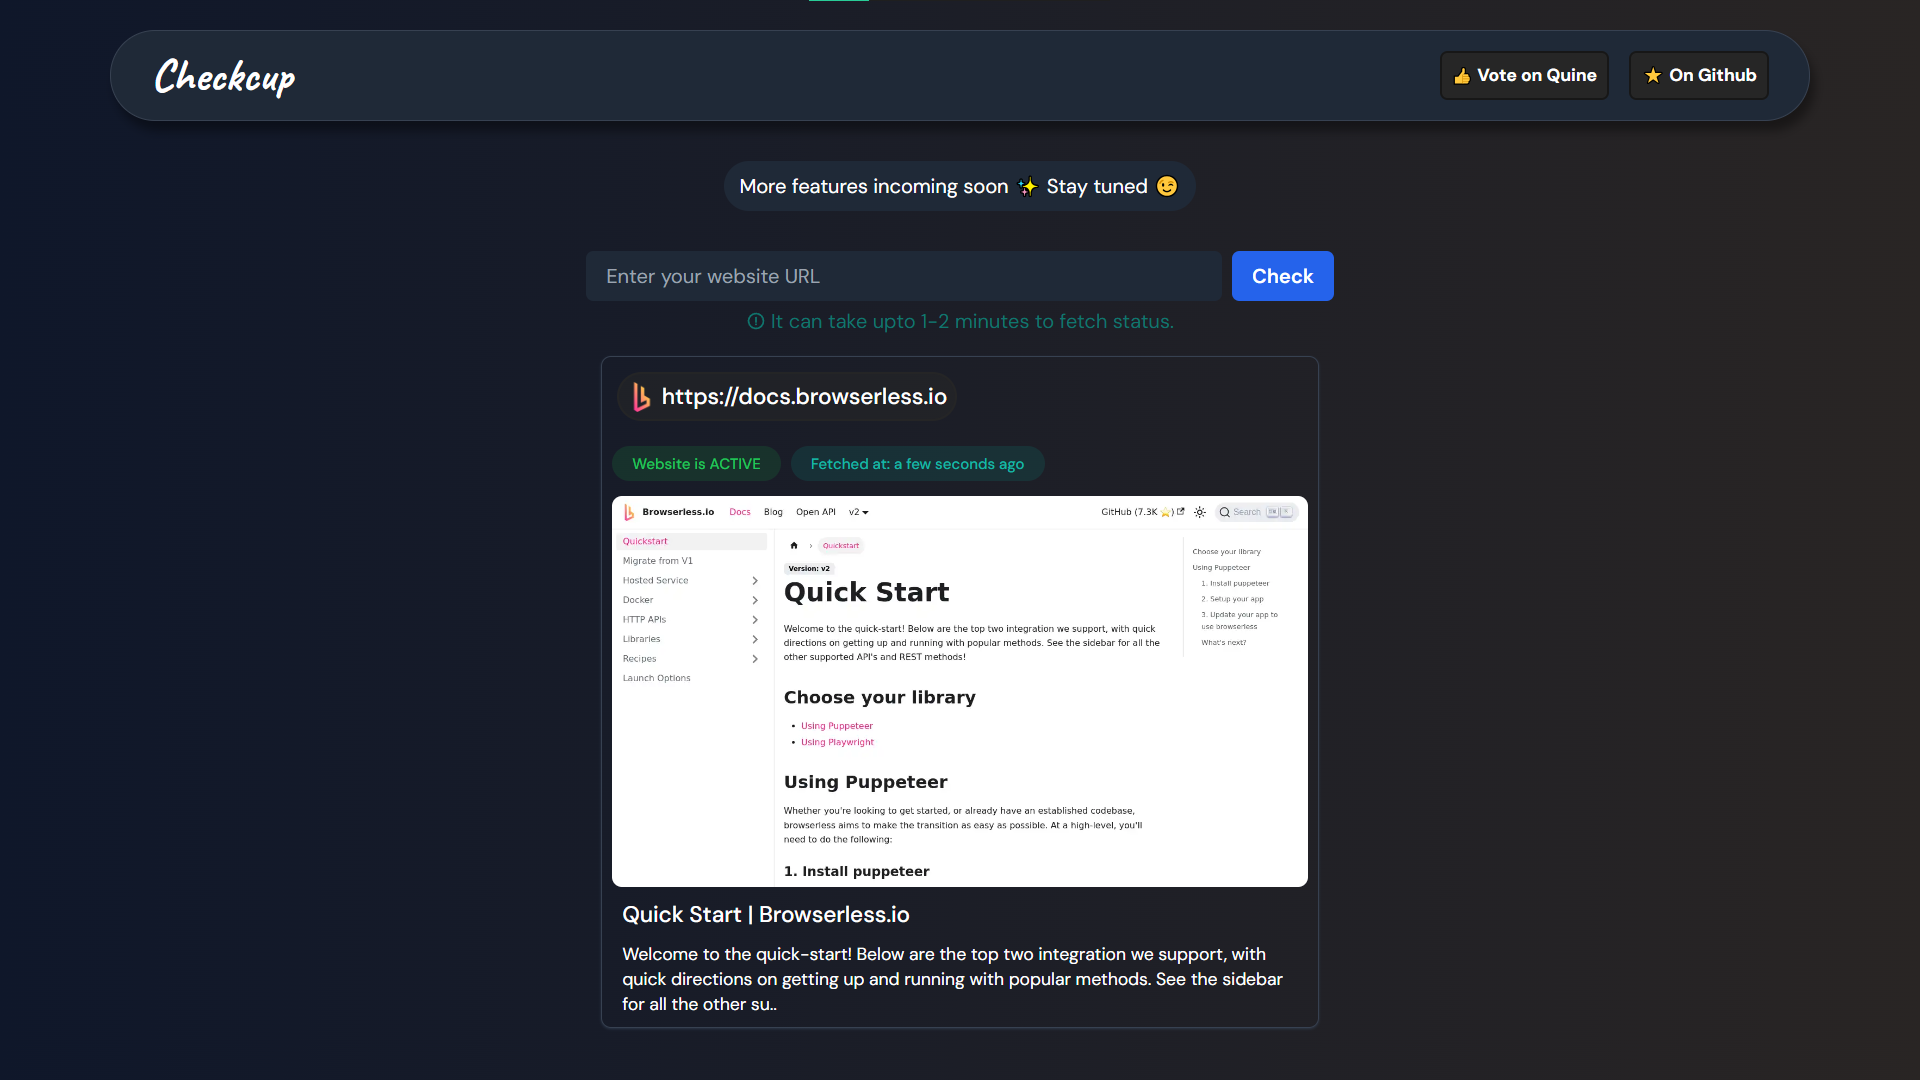 Checkcup
👍 Vote on Quine
⭐ On Github
More features incoming soon ✨ Stay tuned 😉
Enter your website URL
Check
It can take upto 1-2 minutes to fetch status.
https://docs.browserless.io
Website is ACTIVE
Fetched at: a few seconds ago
Browserless.io
Docs
Blog
Open API
v2
GitHub (7.3K ⭐)
Search
Quickstart
Migrate from V1
Hosted Service
Docker
HTTP APIs
Libraries
Recipes
Launch Options
Quickstart
Version: v2
Quick Start
Welcome to the quick-start! Below are the top two integration we support, with quick
directions on getting up and running with popular methods. See the sidebar for all the
other supported API's and REST methods!
Choose your library
• Using Puppeteer
• Using Playwright
Using Puppeteer
Whether you're looking to get started, or already have an established codebase,
browserless aims to make the transition as easy as possible. At a high-level, you'll
need to do the following:
1. Install puppeteer
Choose your library
Using Puppeteer
1. Install puppeteer
2. Setup your app
3. Update your app to
use browserless
What's next?
Quick Start | Browserless.io
Welcome to the quick-start! Below are the top two integration we support, with
quick directions on getting up and running with popular methods. See the sidebar
for all the other su..